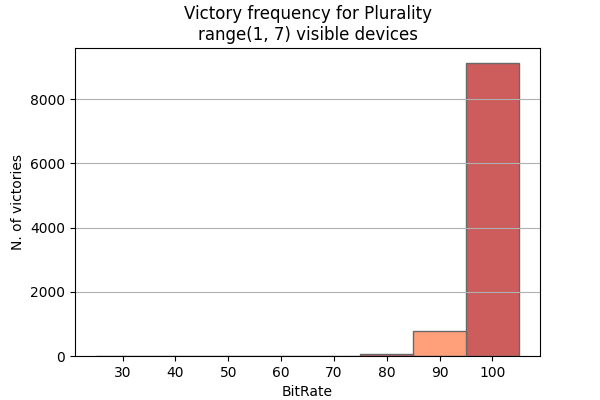 Victory frequency for Plurality
range(1, 7) visible devices
8000
6000
4000
2000
0
N. of victories
30 40 50 60 70 80 90 100
BitRate